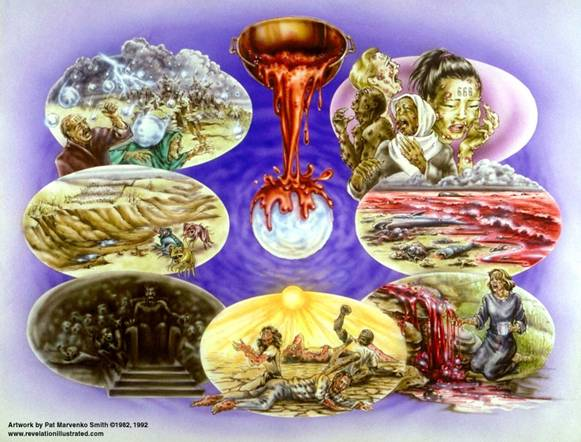 666
Artwork by Pat Marvenko Smith ©1982, 1992
www.revelationillustrated.com